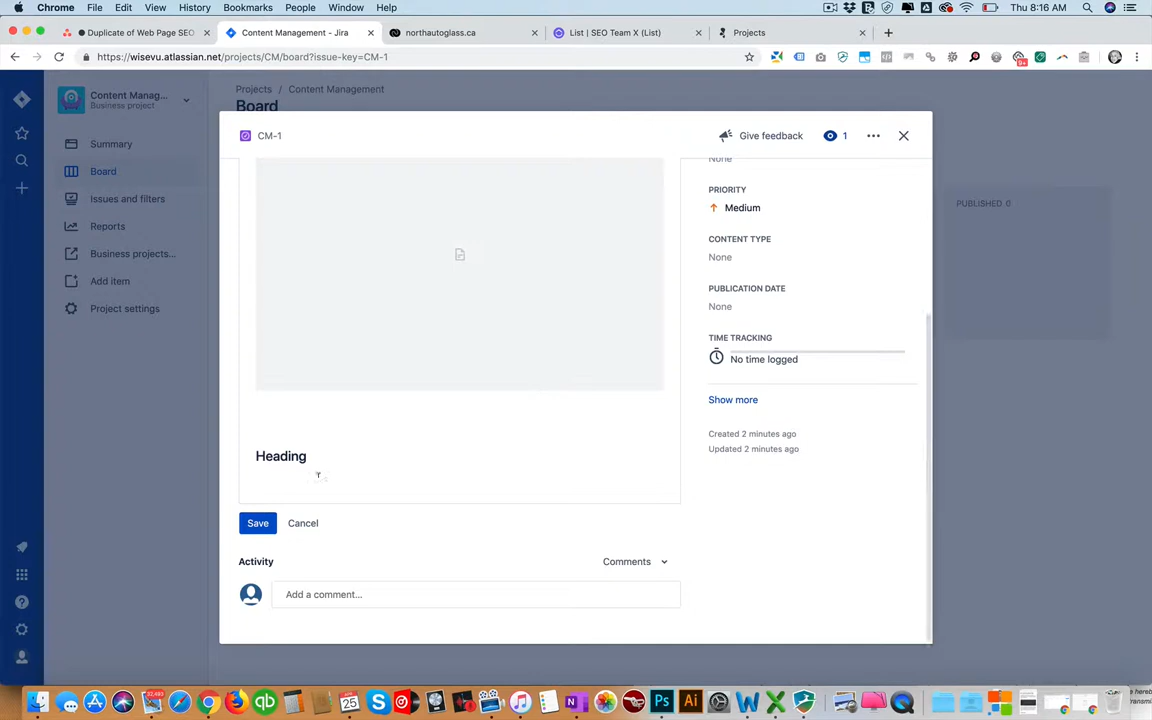 Chrome File Edit View History Bookmarks People Window Help Thu 8:16 AM
Duplicate of Web Page SEO Content Management - Jira northautoglass.ca List | SEO Team X (List) Projects
https://wisevu.atlassian.net/projects/CM/board?issue-key=CM-1
Content Manag...
Business project
Projects / Content Management
Board
CM-1
Give feedback
1
Summary
Board
Issues and filters
Reports
Business projects...
Add item
Project settings
None
PRIORITY
Medium
CONTENT TYPE
None
PUBLICATION DATE
None
TIME TRACKING
No time logged
Show more
Created 2 minutes ago
Updated 2 minutes ago
PUBLISHED 0
Heading
Save Cancel
Activity
Comments
Add a comment...